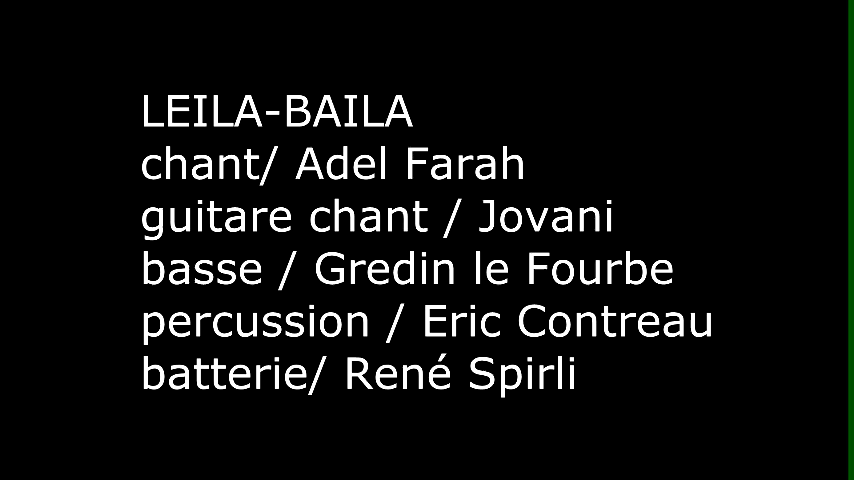 LEILA-BAILA
chant/ Adel Farah
guitare chant / Jovani
basse / Gredin le Fourbe
percussion / Eric Contreau
batterie/ René Spirli